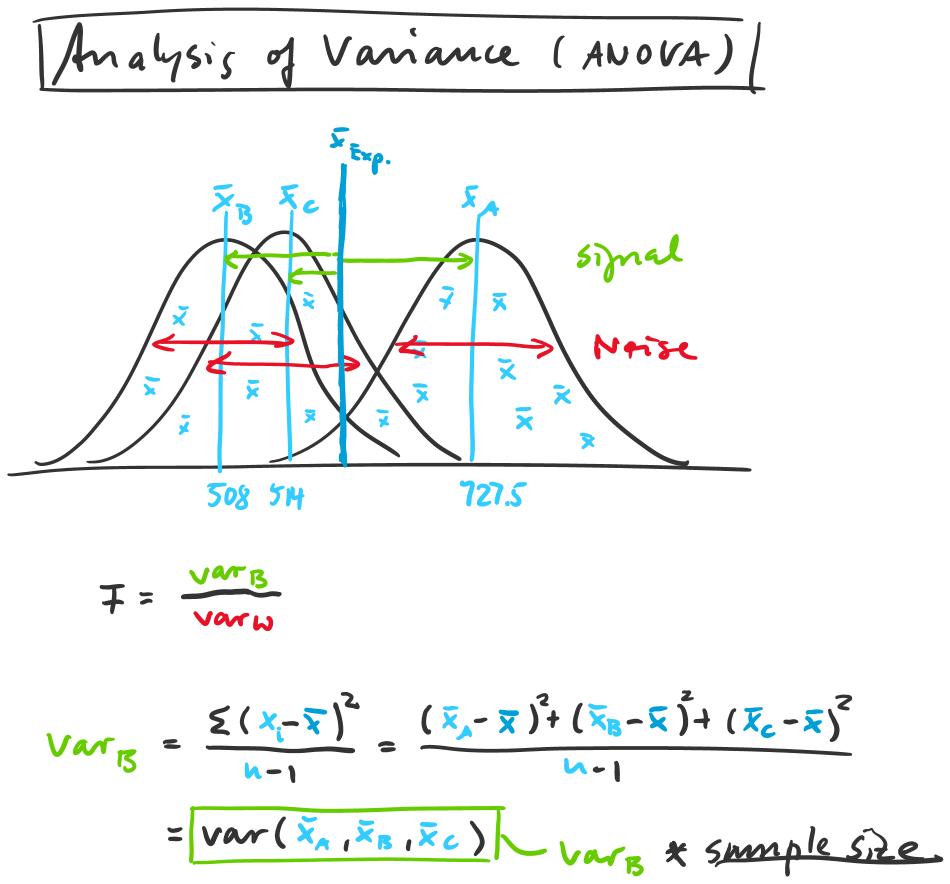 Analysis of Variance (ANOVA)
x̄ Exp.
x̄B x̄C x̄A
signal
x̄ x̄ x̄
x̄ x̄
Noise
x̄ x̄
x̄ x̄ x̄ x̄
x̄ x̄ x̄ x̄ x̄
508 514 727.5
F = varB / varW
varB = Σ(xi-x̄)² / n-1 = (x̄A-x̄)²+(x̄B-x̄)²+(x̄C-x̄)² / n-1
= var(x̄A, x̄B, x̄C) varB * sample size